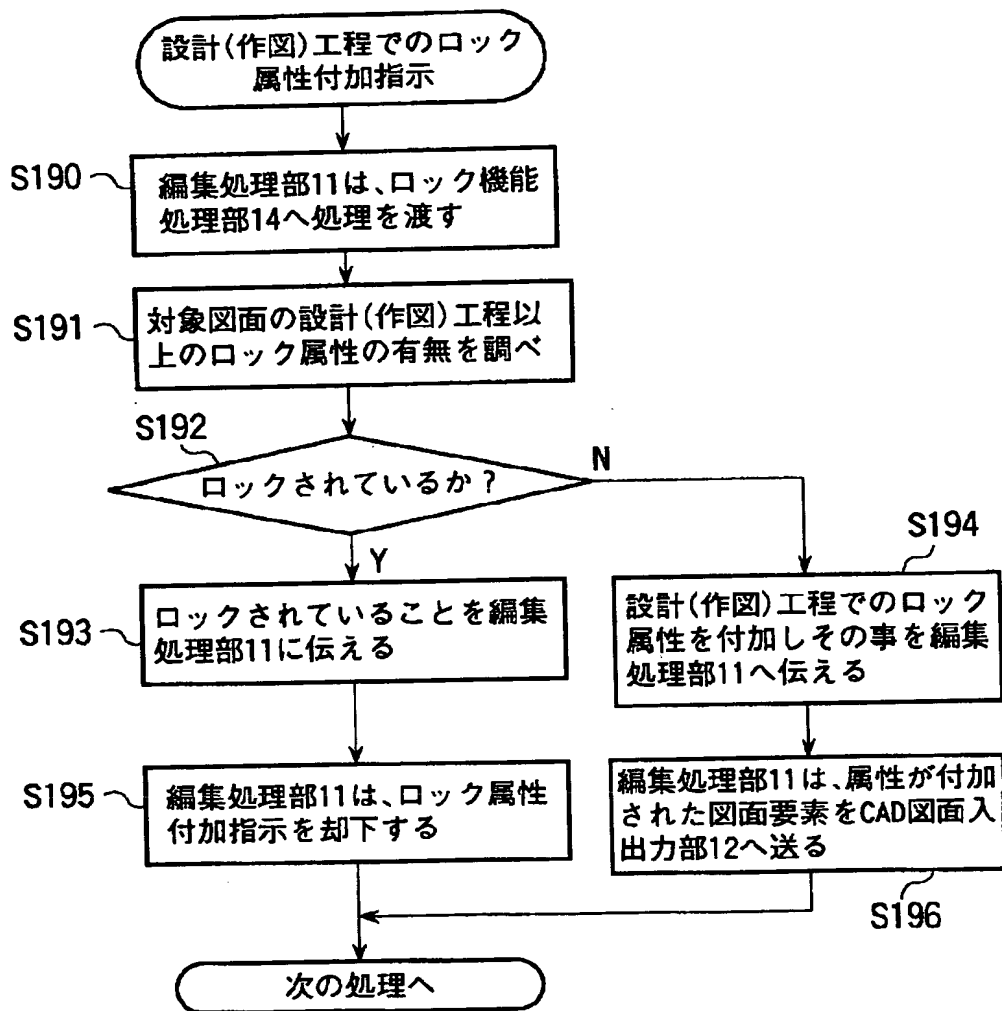 設計(作図)工程でのロック
属性付加指示
S190
編集処理部11は、ロック機能
処理部14へ処理を渡す
S191
対象図面の設計(作図)工程以
上のロック属性の有無を調べ
S192
ロックされているか？
N
Y
S193
ロックされていることを編集
処理部11に伝える
S194
設計(作図)工程でのロック
属性を付加しその事を編集
処理部11へ伝える
S195
編集処理部11は、ロック属性
付加指示を却下する
編集処理部11は、属性が付加
された図面要素をCAD図面入
出力部12へ送る
S196
次の処理へ